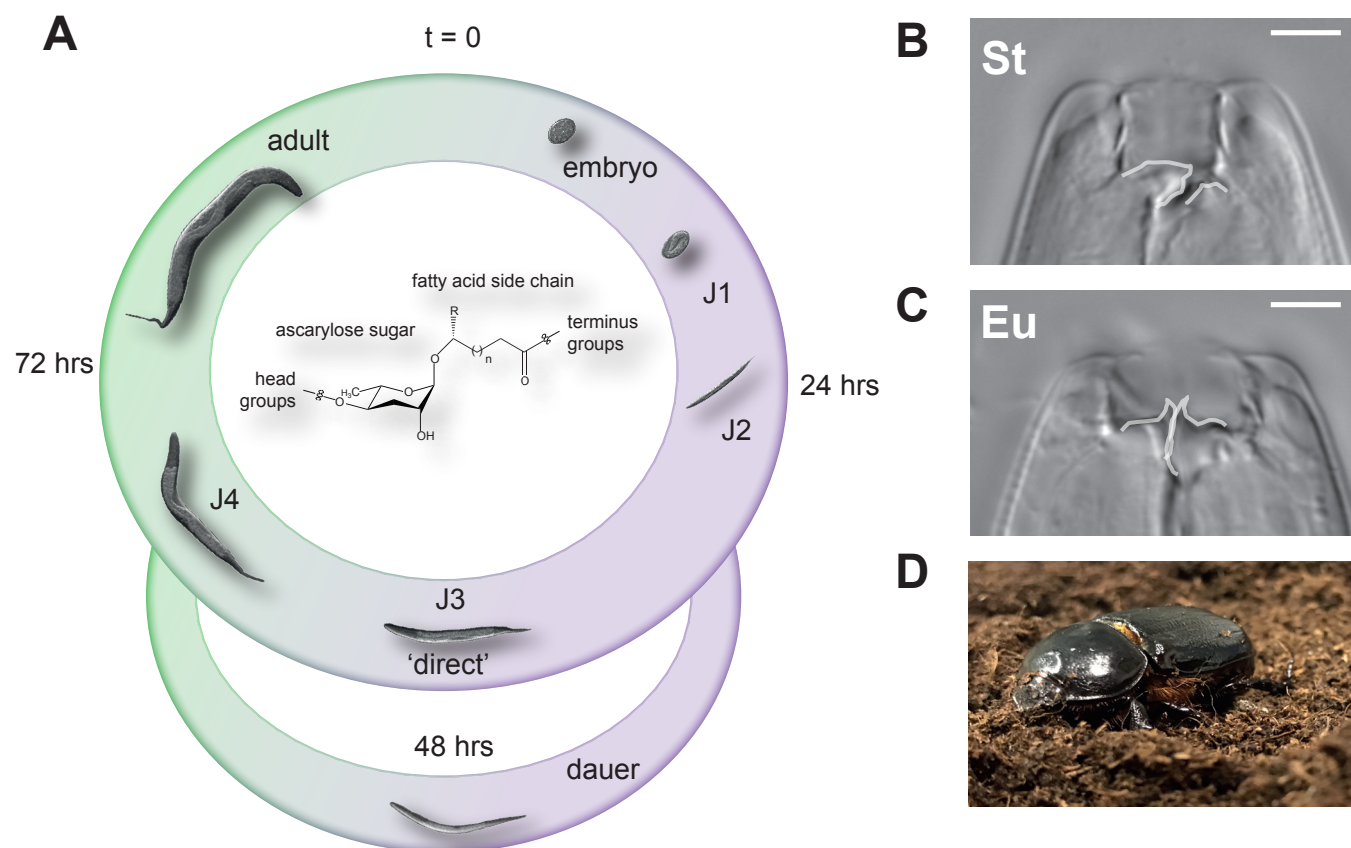 A
t = 0
adult
embryo
J1
J2
24 hrs
J3
'direct'
48 hrs
dauer
J4
72 hrs
fatty acid side chain
ascarylose sugar
terminus
groups
head
groups
R
O
( )n
O
O
H₃C
O
OH
B
St
C
Eu
D